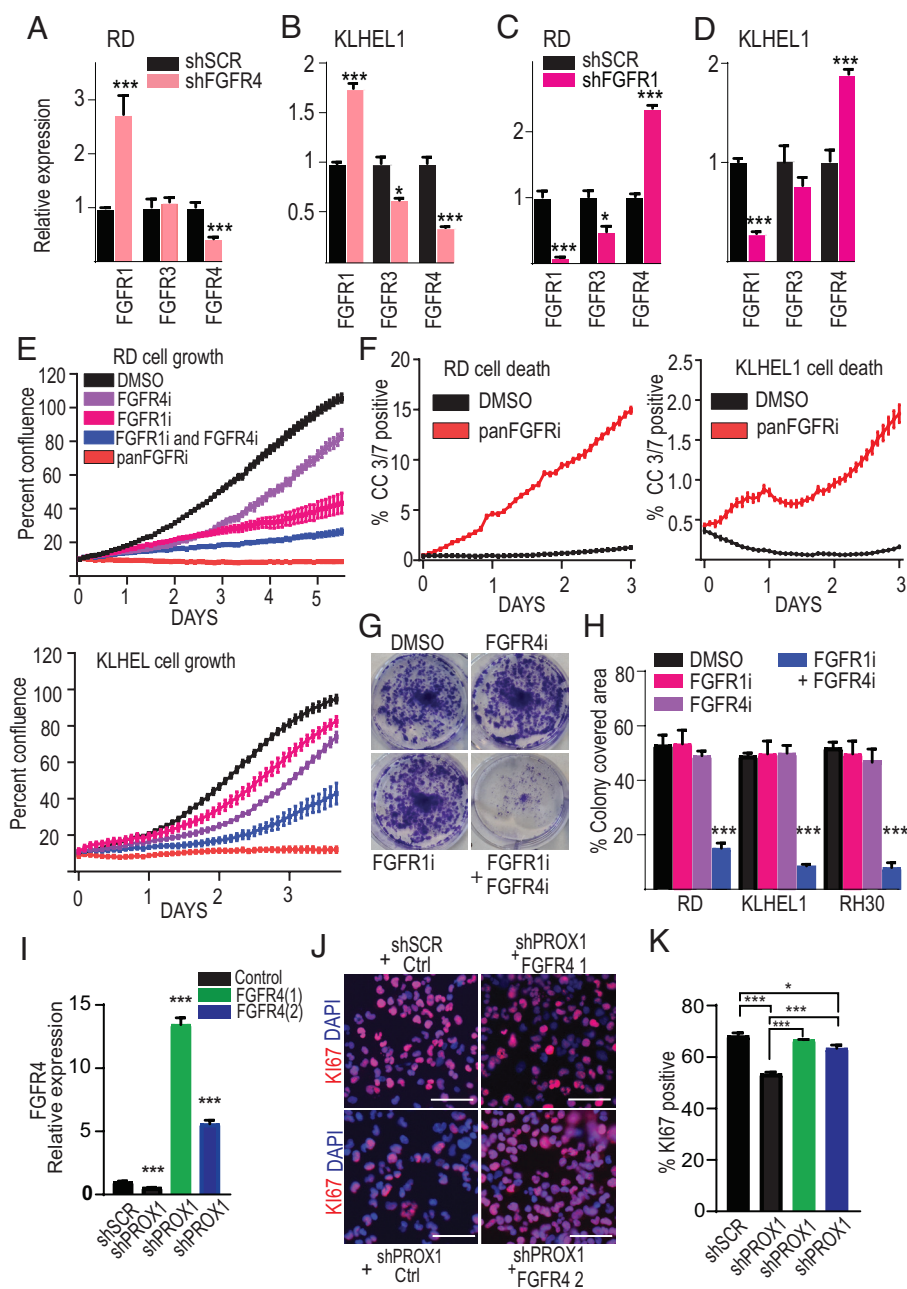 A
RD
shSCR
shFGFR4
***
***
3
2
1
Relative expression
FGFR1
FGFR3
FGFR4
B
KLHEL1
***
*
***
2
1
0.5
FGFR1
FGFR3
FGFR4
C
RD
shSCR
shFGFR1
***
*
***
2
1
FGFR1
FGFR3
FGFR4
D
KLHEL1
***
***
2
1
FGFR1
FGFR3
FGFR4
E
RD cell growth
DMSO
FGFR4i
FGFR1i
FGFR1i and FGFR4i
panFGFRi
Percent confluence
120
100
80
60
40
20
0 1 2 3 4 5
DAYS
KLHEL cell growth
Percent confluence
120
100
80
60
40
20
0 1 2 3
DAYS
F
RD cell death
DMSO
panFGFRi
% CC 3/7 positive
20
15
10
5
0
0 1 2 3
DAYS
KLHEL1 cell death
DMSO
panFGFRi
% CC 3/7 positive
2.5
2
1.5
1
0.5
0 1 2 3
DAYS
G
DMSO
FGFR4i
FGFR1i
FGFR1i
+ FGFR4i
H
DMSO
FGFR1i
FGFR4i
FGFR1i
+ FGFR4i
% Colony covered area
80
60
40
20
***
***
***
RD
KLHEL1
RH30
I
Control
FGFR4(1)
FGFR4(2)
FGFR4
Relative expression
15
10
5
0
***
***
***
shSCR
shPROX1
shPROX1
shPROX1
J
shSCR
+ Ctrl
shPROX1
+FGFR4 1
KI67 DAPI
KI67 DAPI
shPROX1
+ Ctrl
shPROX1
+FGFR4 2
K
% KI67 positive
80
60
40
20
0
*
***
***
***
shSCR
shPROX1
shPROX1
shPROX1